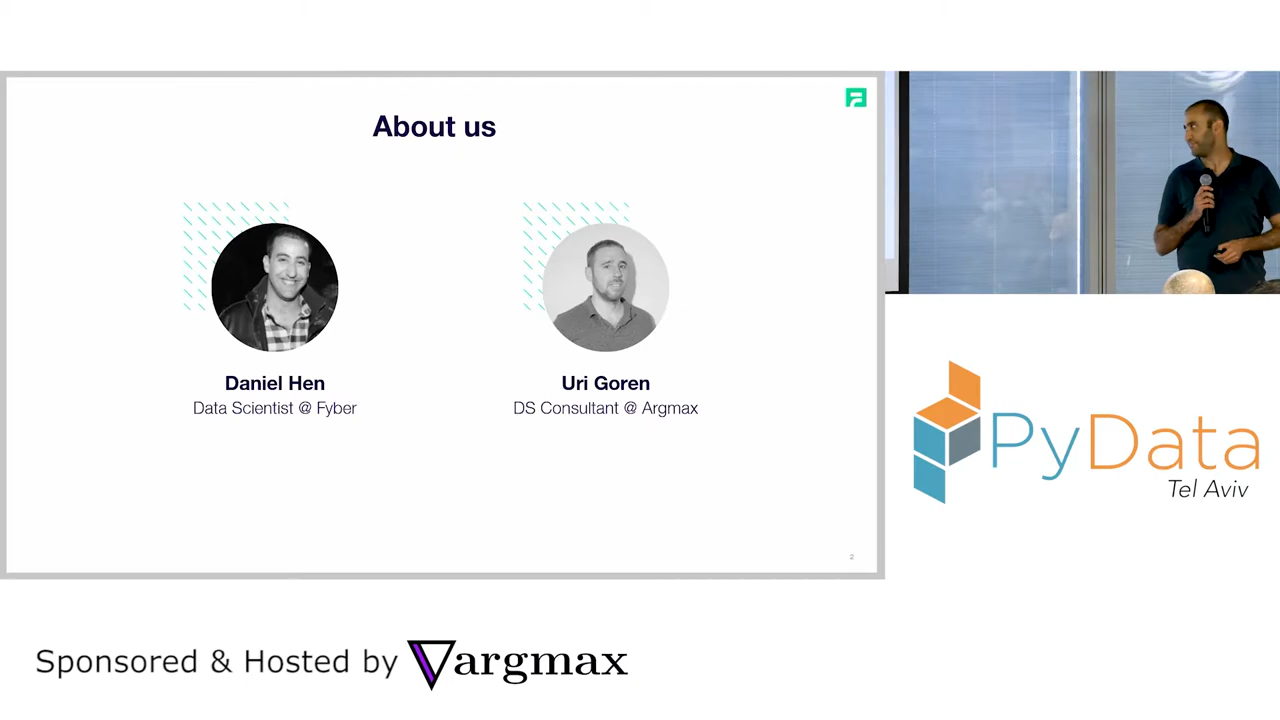 About us
Daniel Hen
Data Scientist @ Fyber
Uri Goren
DS Consultant @ Argmax
2
PyData
Tel Aviv
Sponsored & Hosted by argmax